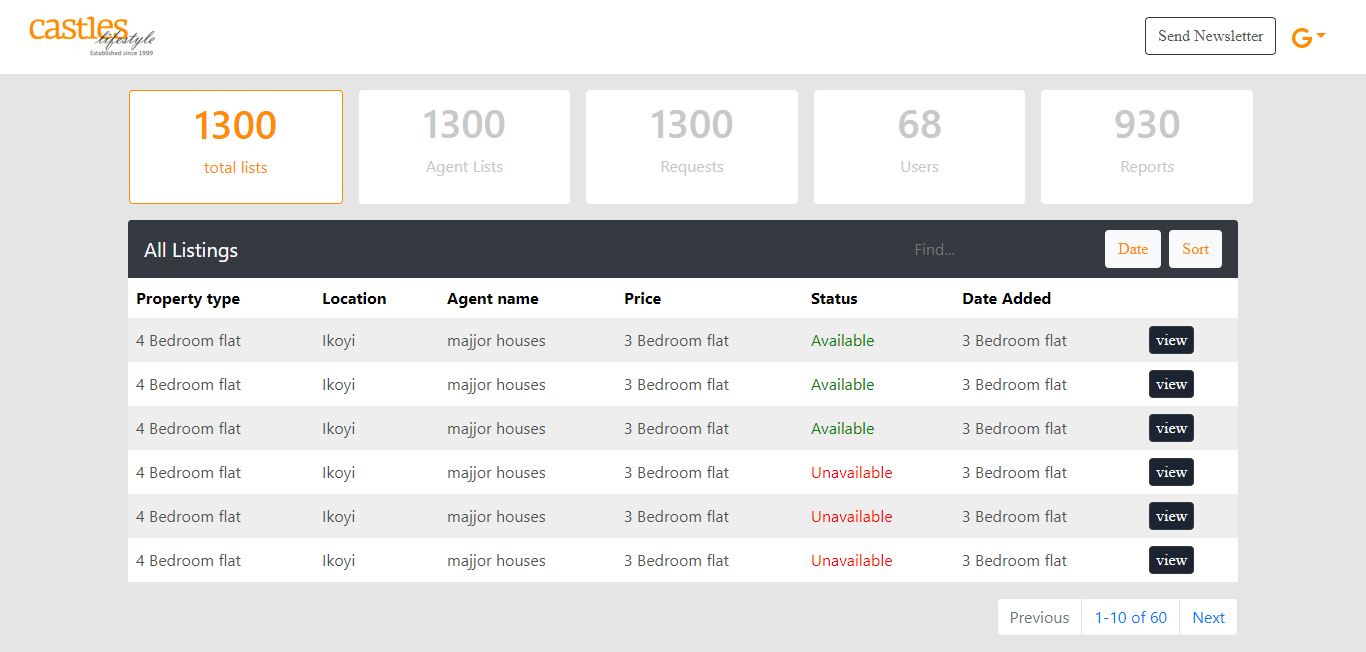 castles
lifestyle
Established since 1999
Send Newsletter
G
1300
total lists
1300
Agent Lists
1300
Requests
68
Users
930
Reports
All Listings Find... Date Sort
Property type Location Agent name Price Status Date Added
4 Bedroom flat Ikoyi majjor houses 3 Bedroom flat Available 3 Bedroom flat view
4 Bedroom flat Ikoyi majjor houses 3 Bedroom flat Available 3 Bedroom flat view
4 Bedroom flat Ikoyi majjor houses 3 Bedroom flat Available 3 Bedroom flat view
4 Bedroom flat Ikoyi majjor houses 3 Bedroom flat Unavailable 3 Bedroom flat view
4 Bedroom flat Ikoyi majjor houses 3 Bedroom flat Unavailable 3 Bedroom flat view
4 Bedroom flat Ikoyi majjor houses 3 Bedroom flat Unavailable 3 Bedroom flat view
Previous 1-10 of 60 Next